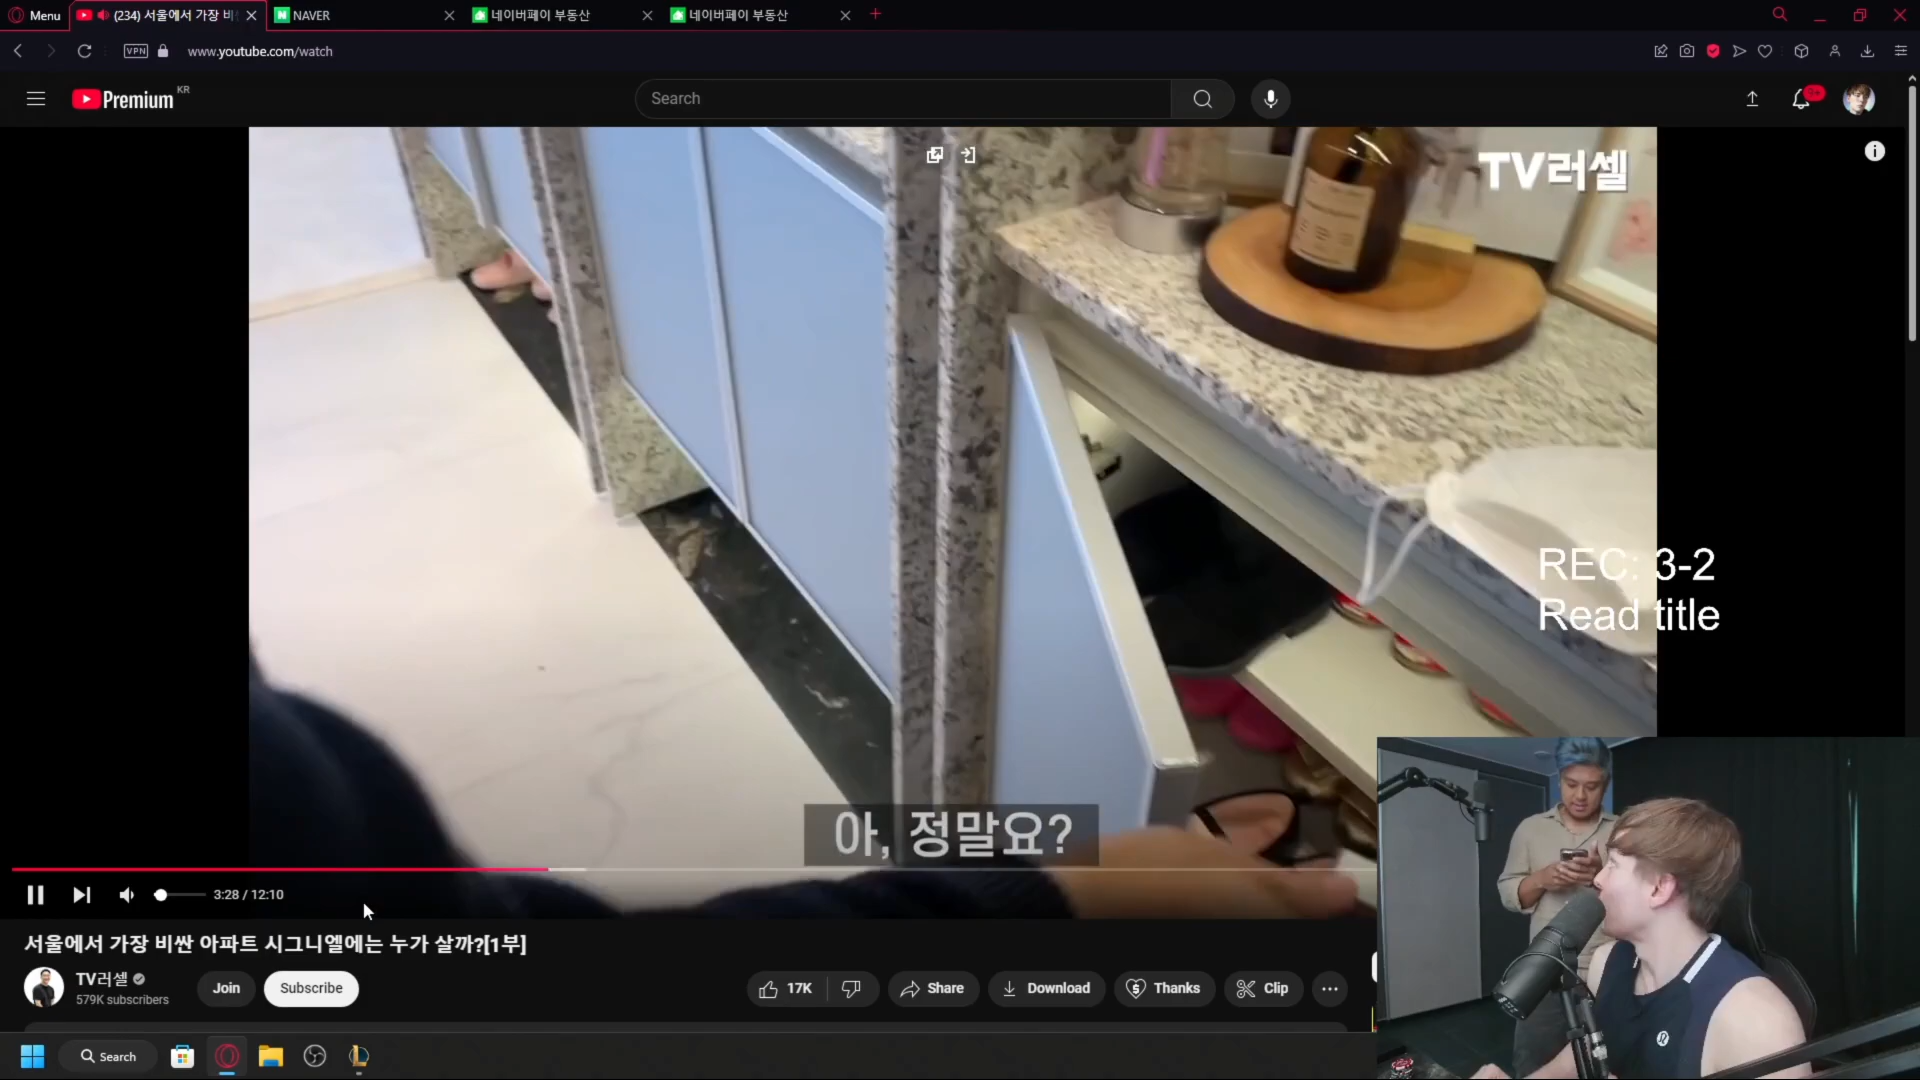 Menu
(234) 서울에서 가장 비
NAVER
네이버페이 부동산
네이버페이 부동산
VPN
www.youtube.com/watch
Premium KR
Search
9+
TV러셀
REC: 3-2
Read title
아, 정말요?
3:28 / 12:10
서울에서 가장 비싼 아파트 시그니엘에는 누가 살까?[1부]
TV러셀
579K subscribers
Join
Subscribe
17K
Share
Download
Thanks
Clip
Search